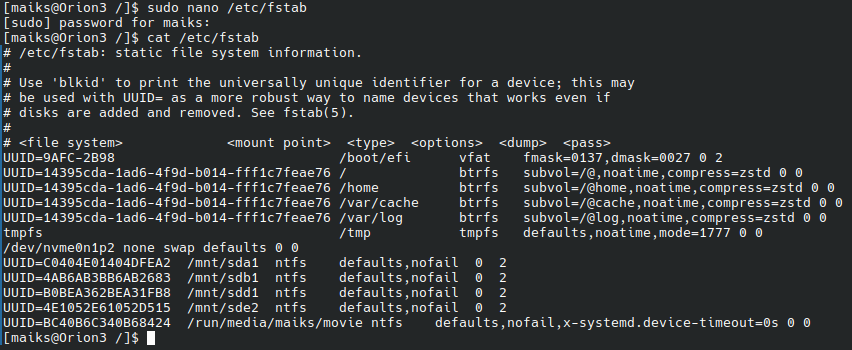 [maiks@Orion3 /]$ sudo nano /etc/fstab
[sudo] password for maiks:
[maiks@Orion3 /]$ cat /etc/fstab
# /etc/fstab: static file system information.
#
# Use 'blkid' to print the universally unique identifier for a device; this may
# be used with UUID= as a more robust way to name devices that works even if
# disks are added and removed. See fstab(5).
#
# <file system>             <mount point>  <type>  <options>  <dump>  <pass>
UUID=9AFC-2B98                            /boot/efi      vfat    fmask=0137,dmask=0027 0 2
UUID=14395cda-1ad6-4f9d-b014-fff1c7feae76 /              btrfs   subvol=/@,noatime,compress=zstd 0 0
UUID=14395cda-1ad6-4f9d-b014-fff1c7feae76 /home          btrfs   subvol=/@home,noatime,compress=zstd 0 0
UUID=14395cda-1ad6-4f9d-b014-fff1c7feae76 /var/cache     btrfs   subvol=/@cache,noatime,compress=zstd 0 0
UUID=14395cda-1ad6-4f9d-b014-fff1c7feae76 /var/log       btrfs   subvol=/@log,noatime,compress=zstd 0 0
tmpfs                                     /tmp           tmpfs   defaults,noatime,mode=1777 0 0
/dev/nvme0n1p2 none swap defaults 0 0
UUID=C0404E01404DFEA2  /mnt/sda1  ntfs    defaults,nofail  0  2
UUID=4AB6AB3BB6AB2683  /mnt/sdb1  ntfs    defaults,nofail  0  2
UUID=B0BEA362BEA31FB8  /mnt/sdd1  ntfs    defaults,nofail  0  2
UUID=4E1052E61052D515  /mnt/sde2  ntfs    defaults,nofail  0  2
UUID=BC40B6C340B68424  /run/media/maiks/movie ntfs    defaults,nofail,x-systemd.device-timeout=0s 0 0
[maiks@Orion3 /]$